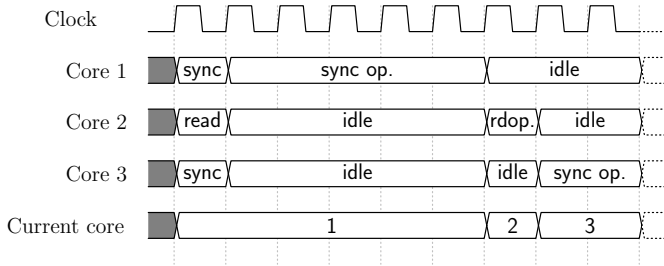 Clock
Core 1 sync sync op. idle
Core 2 read idle rdop. idle
Core 3 sync idle idle sync op.
Current core 1 2 3